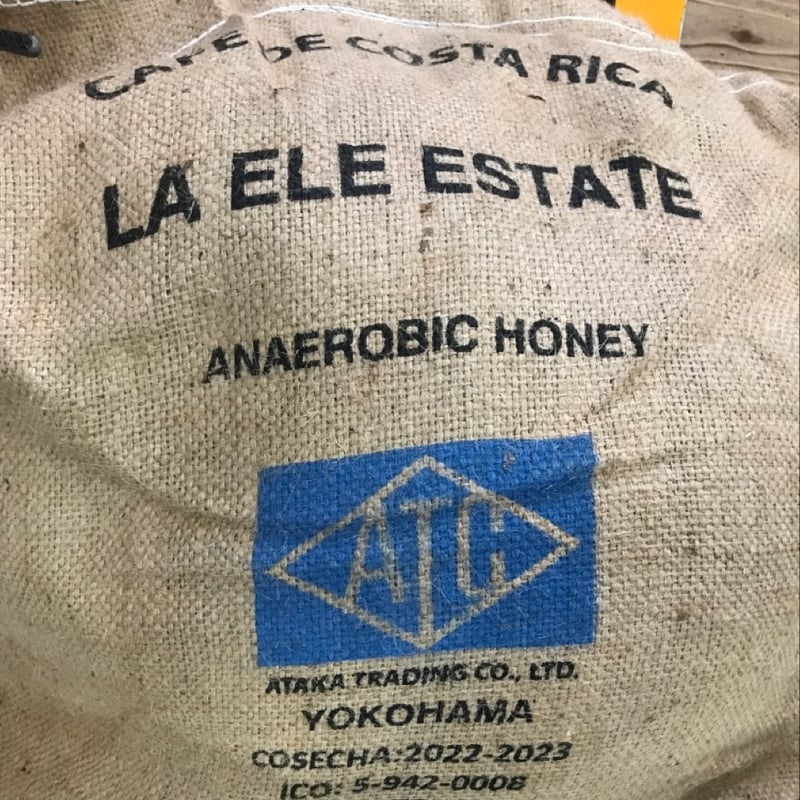 CAFE DE COSTA RICA
LA ELE ESTATE
ANAEROBIC HONEY
ATC
ATAKA TRADING CO., LTD.
YOKOHAMA
COSECHA:2022-2023
ICO: 5-942-0008